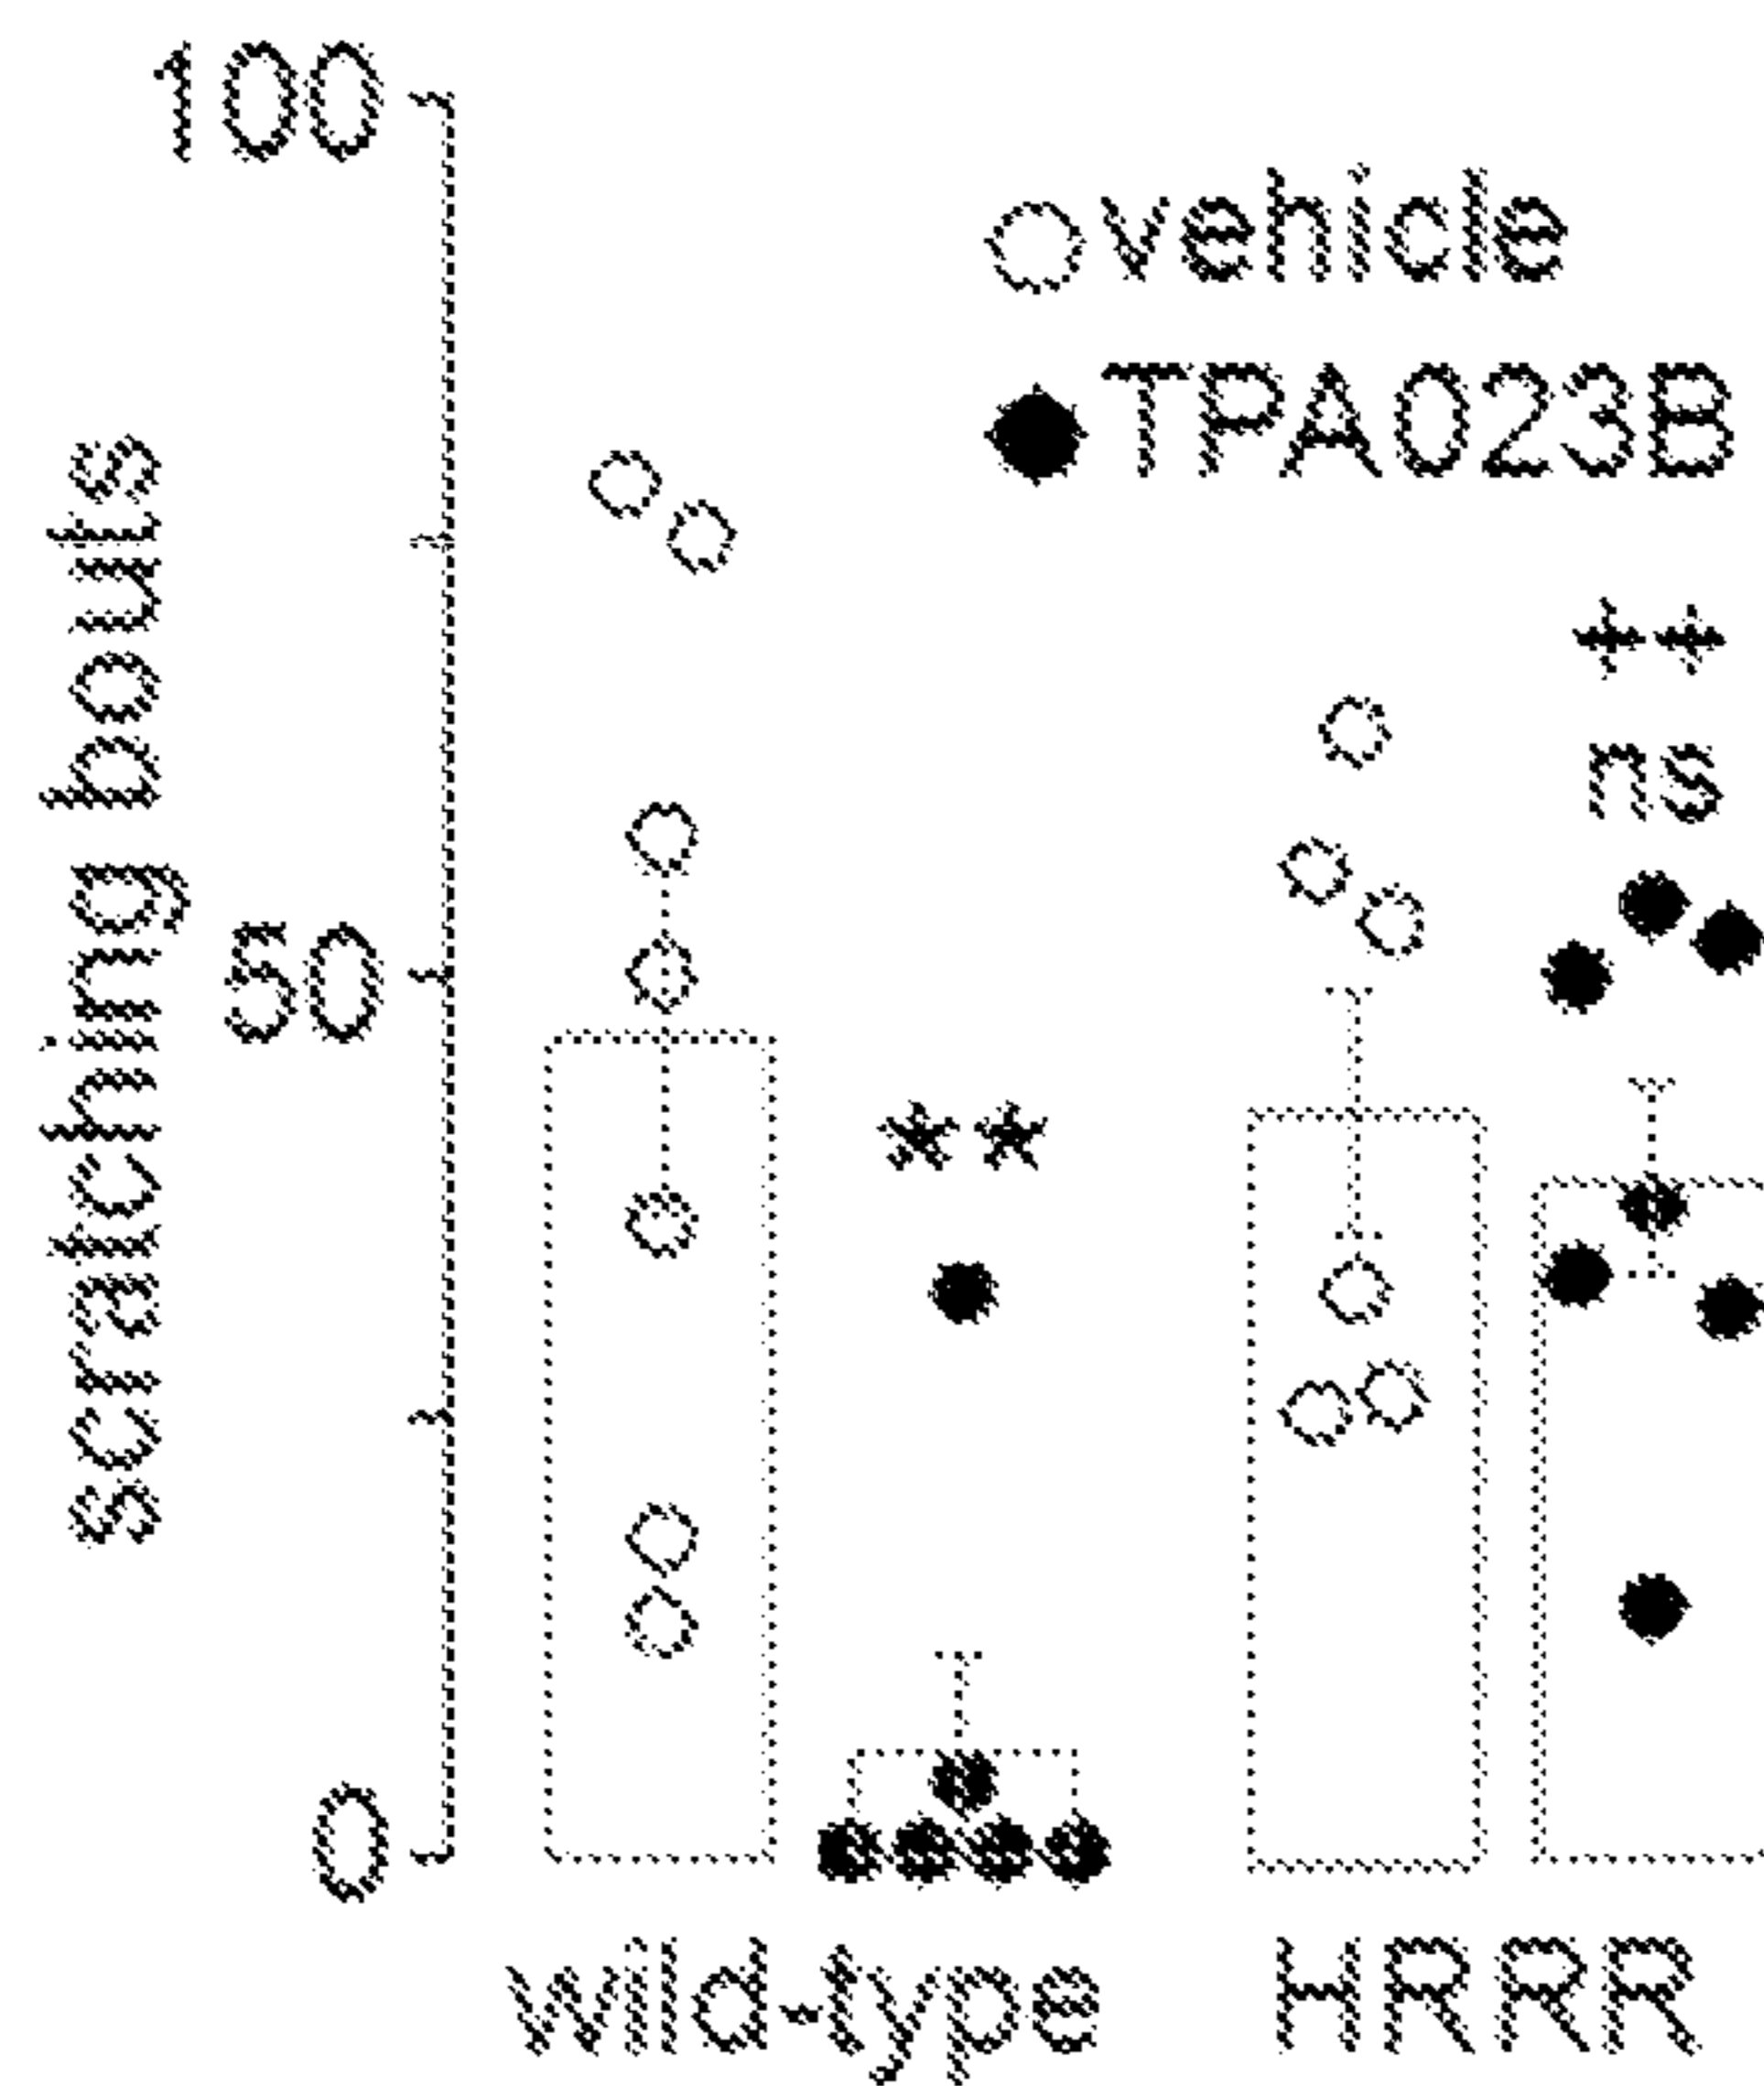 100
vehicle
TPA023B
scratching bouts
++
ns
50
**
0
wild-type HRRR